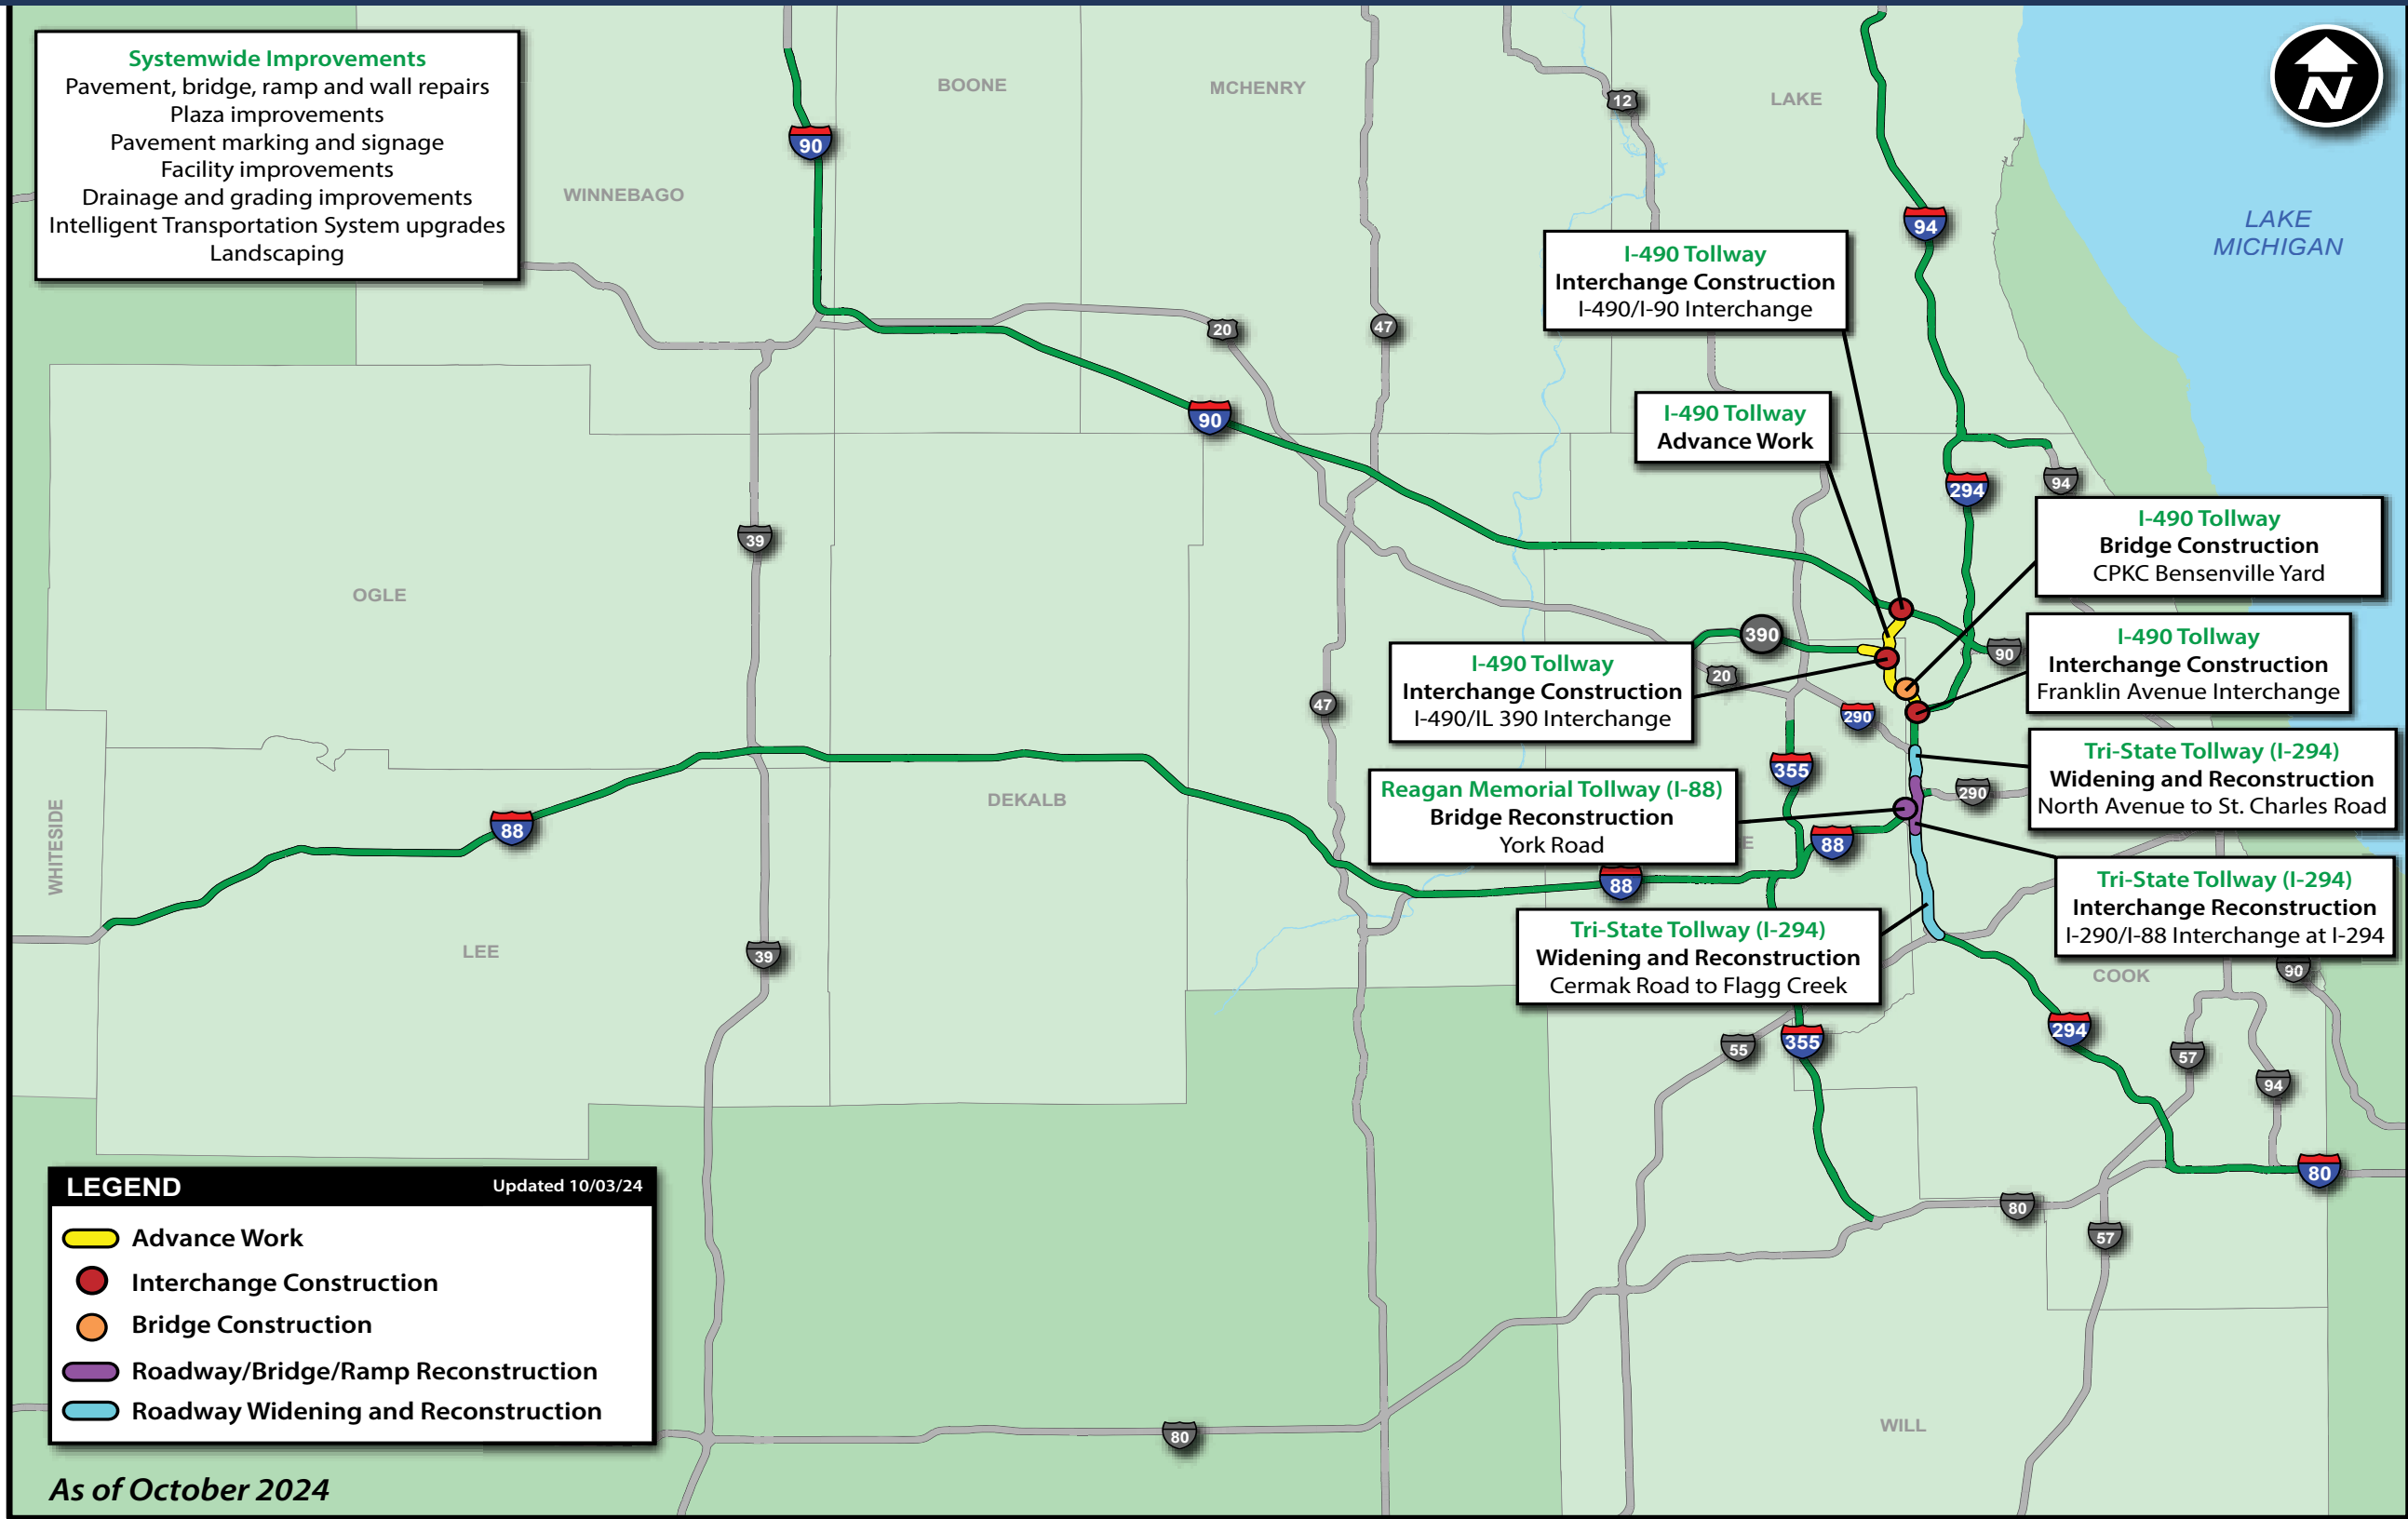 Systemwide Improvements
Pavement, bridge, ramp and wall repairs
Plaza improvements
Pavement marking and signage
Facility improvements
Drainage and grading improvements
Intelligent Transportation System upgrades
Landscaping
BOONE
MCHENRY
LAKE
12
N
90
WINNEBAGO
94
LAKE
MICHIGAN
I-490 Tollway
Interchange Construction
I-490/I-90 Interchange
20
47
90
I-490 Tollway
Advance Work
294
94
39
I-490 Tollway
Bridge Construction
CPKC Bensenville Yard
OGLE
390
90
I-490 Tollway
Interchange Construction
Franklin Avenue Interchange
I-490 Tollway
Interchange Construction
I-490/IL 390 Interchange
20
47
290
355
Tri-State Tollway (I-294)
Widening and Reconstruction
North Avenue to St. Charles Road
290
Reagan Memorial Tollway (I-88)
Bridge Reconstruction
York Road
E
88
WHITESIDE
88
DEKALB
88
Tri-State Tollway (I-294)
Interchange Reconstruction
I-290/I-88 Interchange at I-294
Tri-State Tollway (I-294)
Widening and Reconstruction
Cermak Road to Flagg Creek
LEE
39
COOK
90
294
55
355
57
94
80
80
57
LEGEND
Updated 10/03/24
Advance Work
Interchange Construction
Bridge Construction
Roadway/Bridge/Ramp Reconstruction
Roadway Widening and Reconstruction
80
WILL
As of October 2024